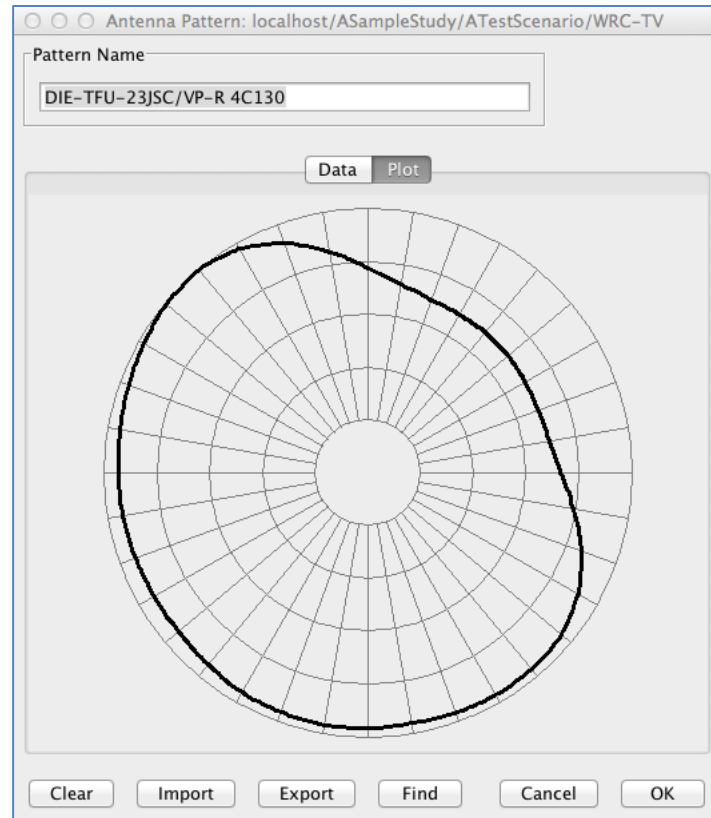 Antenna Pattern: localhost/ASampleStudy/ATestScenario/WRC-TV
Pattern Name
DIE-TFU-23JSC/VP-R 4C130
Data Plot
Clear Import Export Find Cancel OK